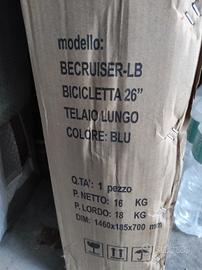 modello:
BECRUISER-LB
BICICLETTA 26"
TELAIO LUNGO
COLORE: BLU
Q.TA': 1 pezzo
P. NETTO: 16 KG
P. LORDO: 18 KG
DIM: 1460x185x700 mm